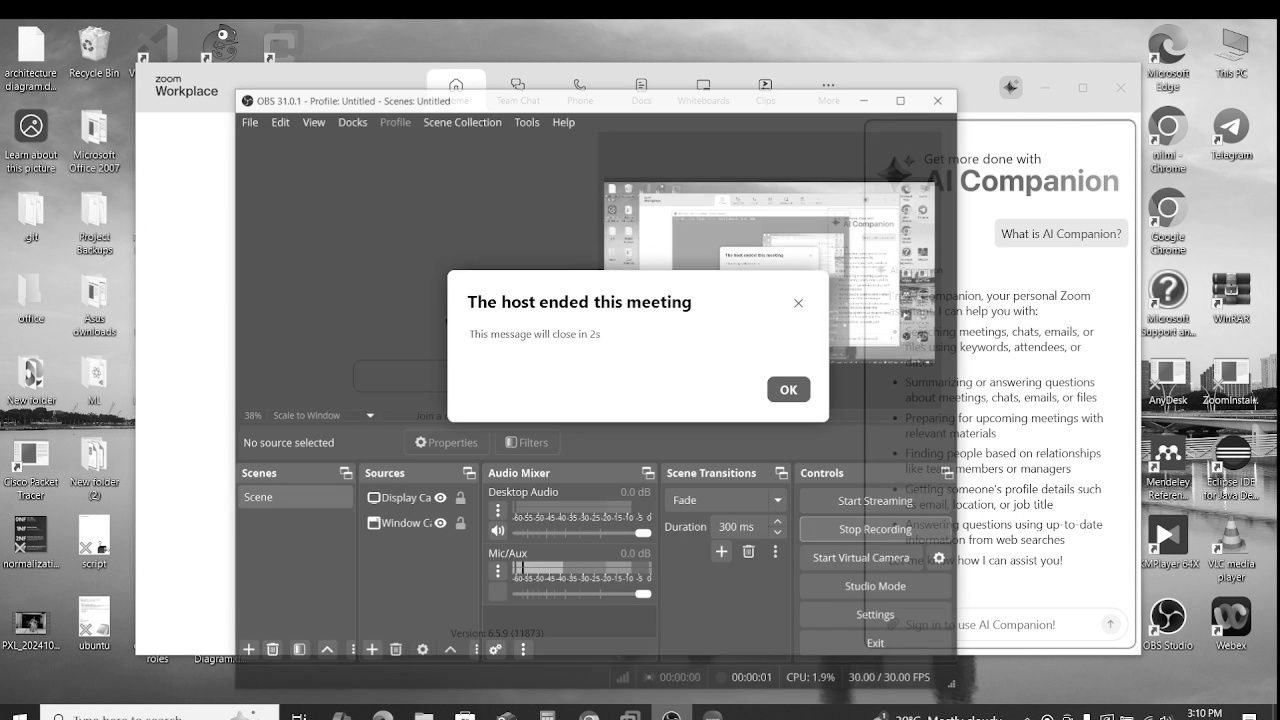 architecture
diagram.d...
Recycle Bin
Learn about
this picture
Microsoft
Office 2007
.git
Project
Backups
office
Asus
dwnloads
New folder
ML
Cisco Packet
Tracer
New folder
(2)
normalizati...
script
PXL_202410...
ubuntu
roles
Diagram.d...
zoom
Workplace
Home
Team Chat
Phone
Docs
Whiteboards
Clips
More
OBS 31.0.1 - Profile: Untitled - Scenes: Untitled
File
Edit
View
Docks
Profile
Scene Collection
Tools
Help
Get more done with
AI Companion
What is AI Companion?
Companion, your personal Zoom
I can help you with:
meetings, chats, emails, or
files using keywords, attendees, or
Summarizing or answering questions
about meetings, chats, emails, or files
Preparing for upcoming meetings with
relevant materials
Finding people based on relationships
like team members or managers
Getting someone's profile details such
as email, location, or job title
Answering questions using up-to-date
information from web searches
know how I can assist you!
Sign in to use AI Companion!
The host ended this meeting
This message will close in 2s
OK
38%
Scale to Window
Join a
No source selected
Properties
Filters
Scenes
Scene
Sources
Display Ca
Window Ca
Audio Mixer
Desktop Audio
0.0 dB
-60-55-50-45-40-35-30-25-20-15-10 -5 0
Mic/Aux
0.0 dB
-60-55-50-45-40-35-30-25-20-15-10 -5 0
Version: 6.5.9 (11873)
Scene Transitions
Fade
Duration
300 ms
Controls
Start Streaming
Stop Recording
Start Virtual Camera
Studio Mode
Settings
Exit
00:00:00
00:00:01
CPU: 1.9%
30.00 / 30.00 FPS
Microsoft
Edge
This PC
nilmi -
Chrome
Telegram
Google
Chrome
Microsoft
Support an...
WinRAR
AnyDesk
ZoomInstal...
Mendeley
Referen...
Eclipse IDE
for Java De...
KMPlayer 64X
VLC media
player
OBS Studio
Webex
Type here to search
Mostly cloudy
3:10 PM